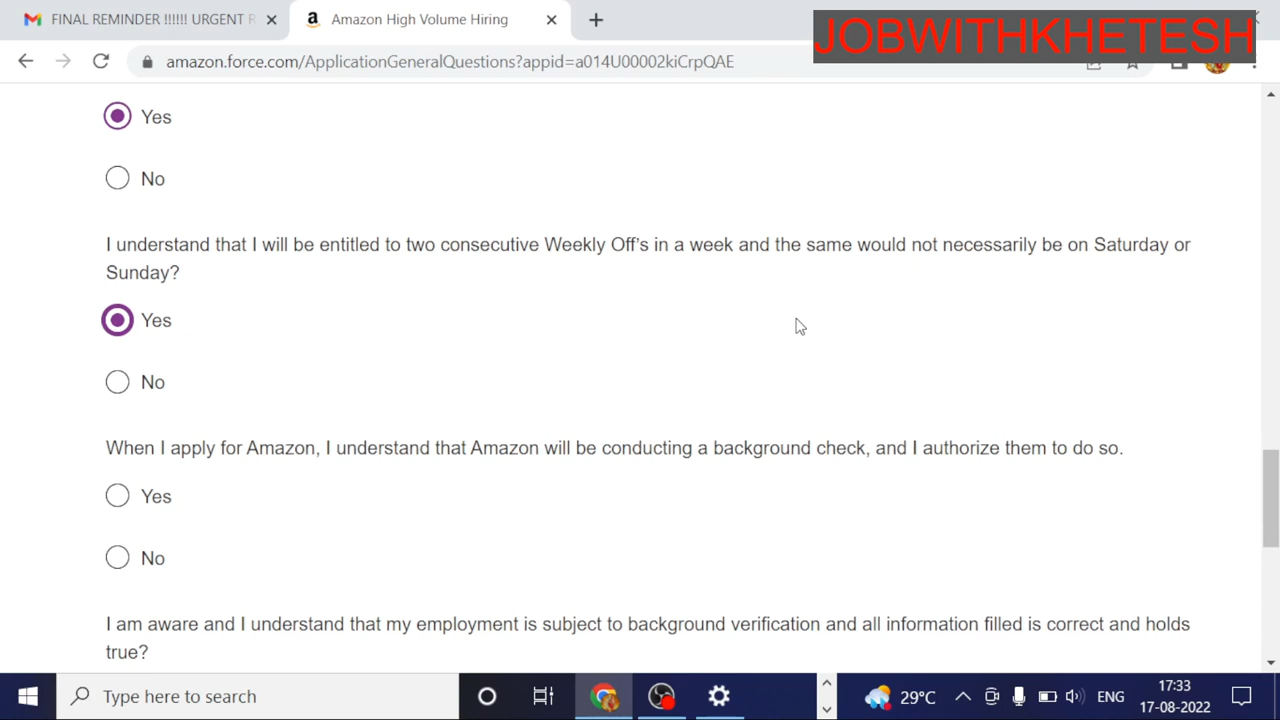 FINAL REMINDER !!!!!! URGENT R
Amazon High Volume Hiring
JOBWITHKHETESH
amazon.force.com/ApplicationGeneralQuestions?appid=a014U00002kiCrpQAE
Yes
No
I understand that I will be entitled to two consecutive Weekly Off's in a week and the same would not necessarily be on Saturday or
Sunday?
Yes
No
When I apply for Amazon, I understand that Amazon will be conducting a background check, and I authorize them to do so.
Yes
No
I am aware and I understand that my employment is subject to background verification and all information filled is correct and holds
true?
Type here to search
29°C
ENG
17:33
17-08-2022